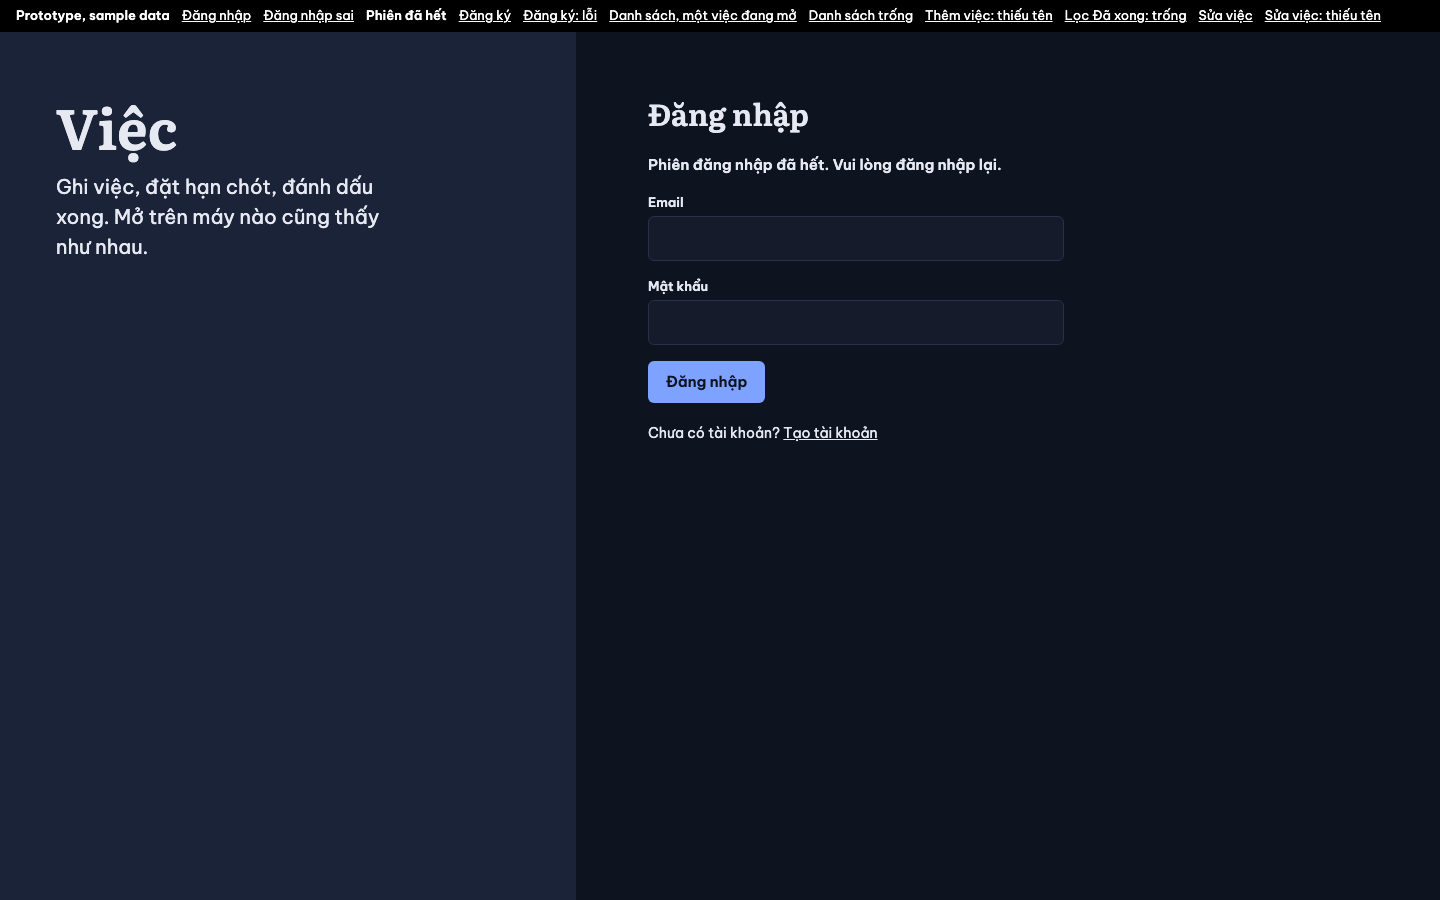 Prototype, sample data Đăng nhập Đăng nhập sai Phiên đã hết Đăng ký Đăng ký: lỗi Danh sách, một việc đang mở Danh sách trống Thêm việc: thiếu tên Lọc Đã xong: trống Sửa việc Sửa việc: thiếu tên
Việc
Ghi việc, đặt hạn chót, đánh dấu
xong. Mở trên máy nào cũng thấy
như nhau.
Đăng nhập
Phiên đăng nhập đã hết. Vui lòng đăng nhập lại.
Email
Mật khẩu
Đăng nhập
Chưa có tài khoản? Tạo tài khoản